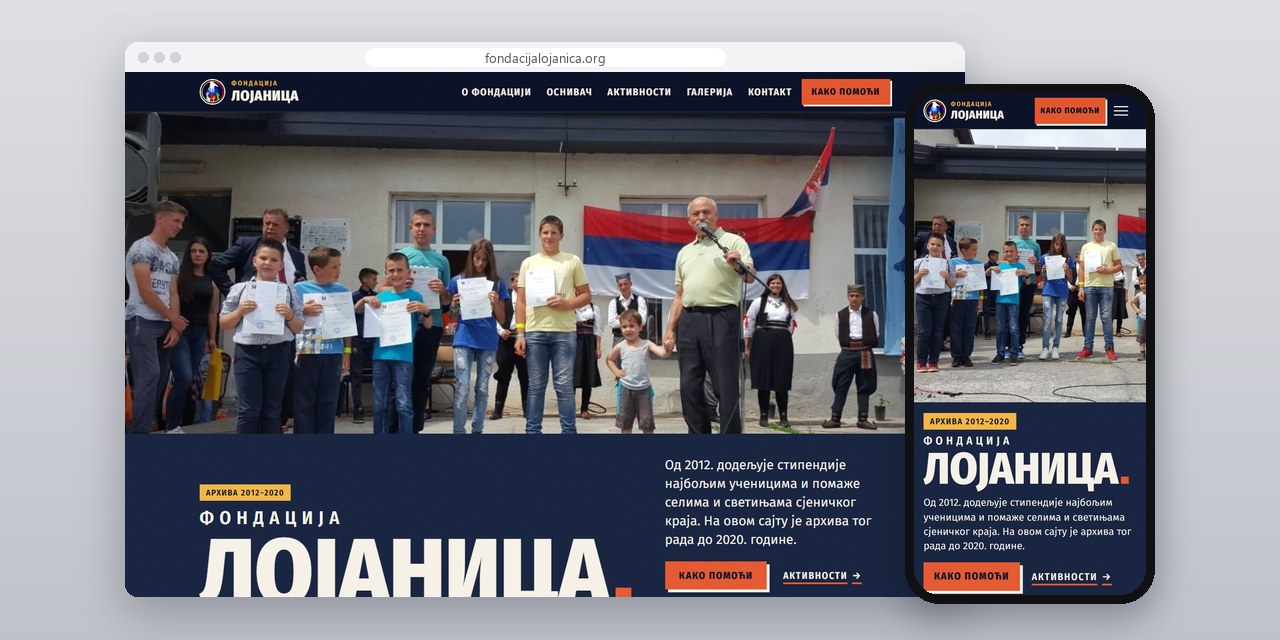 fondacijalojanica.org
ФОНДАЦИЈА
ЛОЈАНИЦА
О ФОНДАЦИЈИ
ОСНИВАЧ
АКТИВНОСТИ
ГАЛЕРИЈА
КОНТАКТ
КАКО ПОМОЋИ
АРХИВА 2012–2020
ФОНДАЦИЈА
ЛОЈАНИЦА.
Од 2012. додељује стипендије
најбољим ученицима и помаже
селима и светињама сјеничког
краја. На овом сајту је архива тог
рада до 2020. године.
КАКО ПОМОЋИ
АКТИВНОСТИ →
ФОНДАЦИЈА
ЛОЈАНИЦА
КАКО ПОМОЋИ
АРХИВА 2012–2020
ФОНДАЦИЈА
ЛОЈАНИЦА.
Од 2012. додељује стипендије најбољим
ученицима и помаже селима и светињама
сјеничког краја. На овом сајту је архива тог
рада до 2020. године.
КАКО ПОМОЋИ
АКТИВНОСТИ →